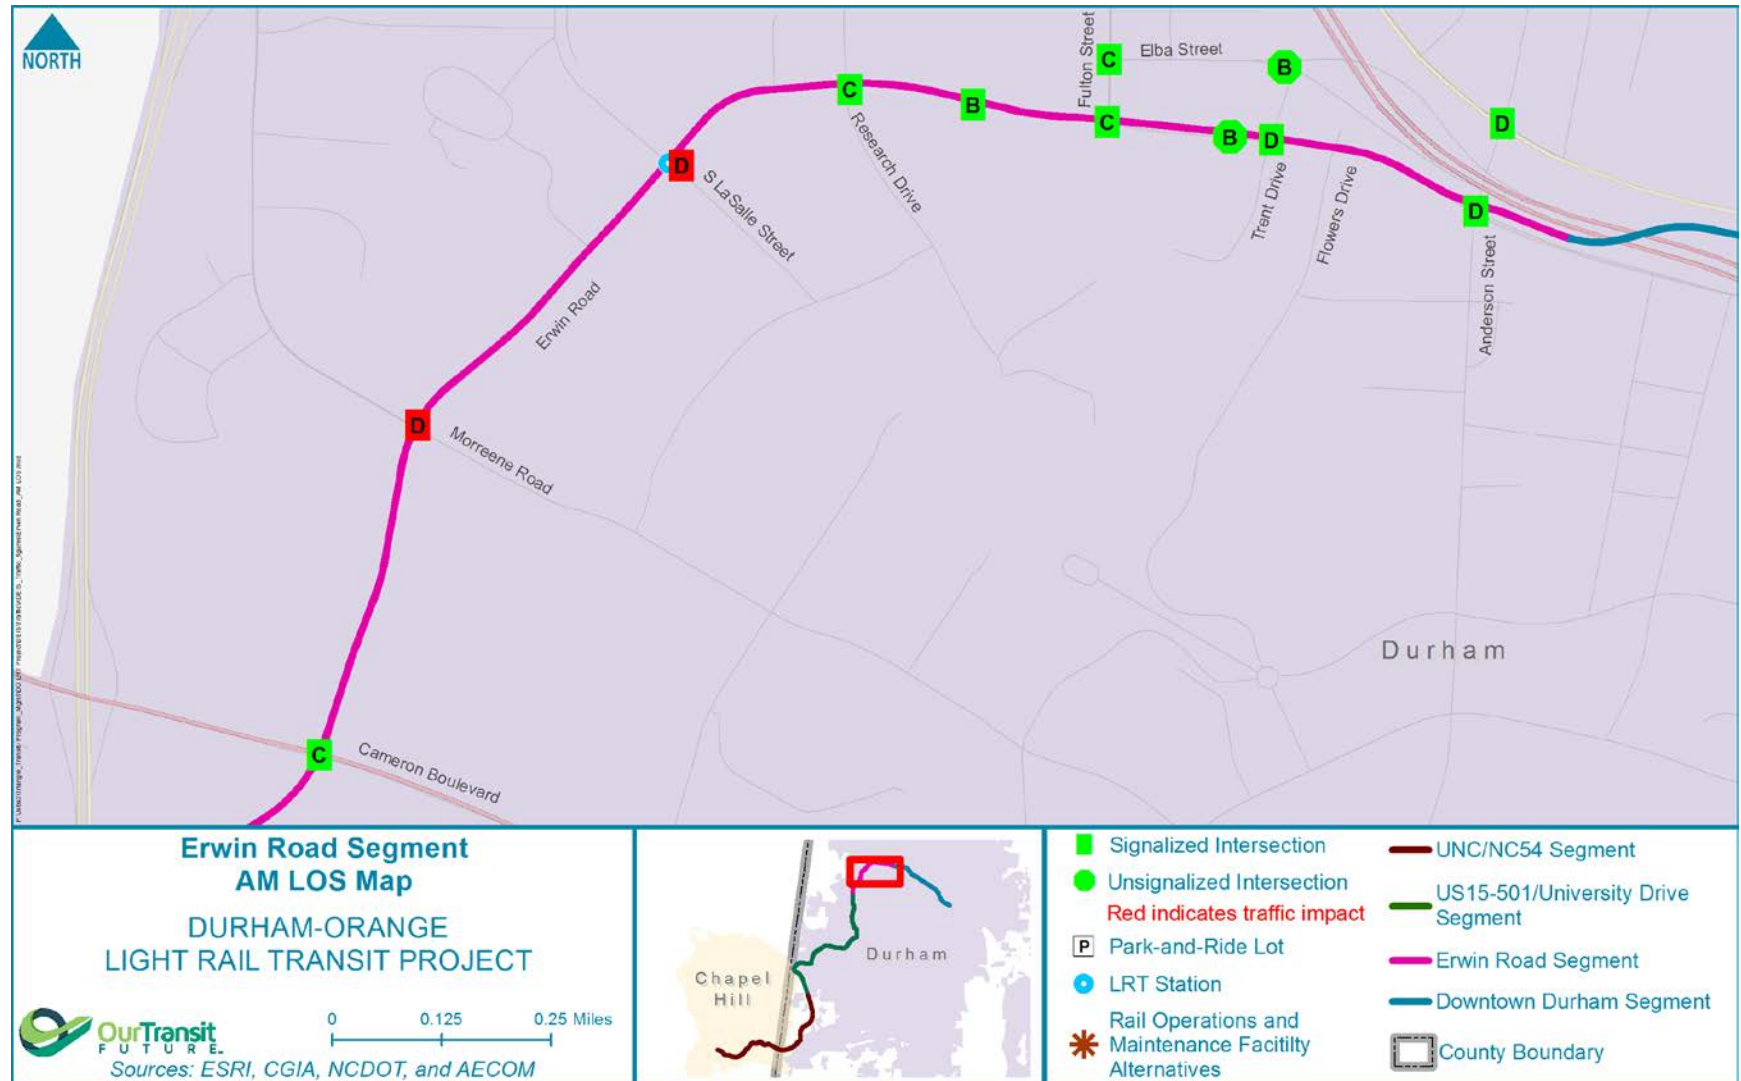 NORTH
Fulton Street
C
Elba Street
B
C
B
C
B
D
D
D
S LaSalle Street
Research Drive
Trent Drive
Flowers Drive
D
Anderson Street
Erwin Road
D
Morreene Road
Durham
C
Cameron Boulevard
Erwin Road Segment
AM LOS Map
DURHAM-ORANGE
LIGHT RAIL TRANSIT PROJECT
OurTransit
FUTURE
0 0.125 0.25 Miles
Sources: ESRI, CGIA, NCDOT, and AECOM
Durham
Chapel
Hill
Signalized Intersection
Unsignalized Intersection
Red indicates traffic impact
P Park-and-Ride Lot
LRT Station
Rail Operations and
Maintenance Facitilty
Alternatives
UNC/NC54 Segment
US15-501/University Drive
Segment
Erwin Road Segment
Downtown Durham Segment
County Boundary